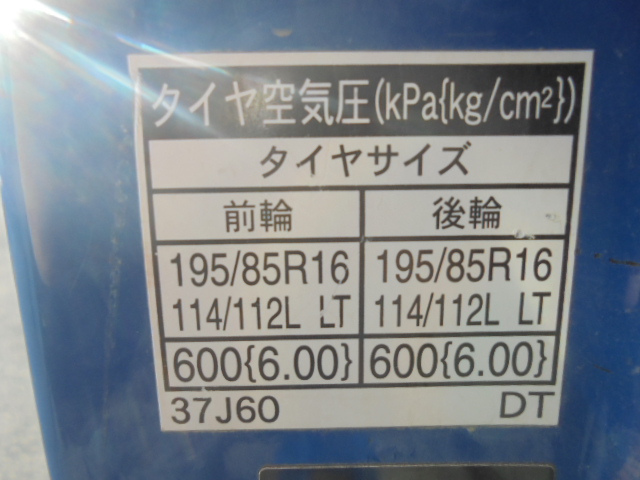 タイヤ空気圧(kPa{kg/cm²})
タイヤサイズ
前輪 後輪
195/85R16 195/85R16
114/112L LT 114/112L LT
600{6.00} 600{6.00}
37J60 DT